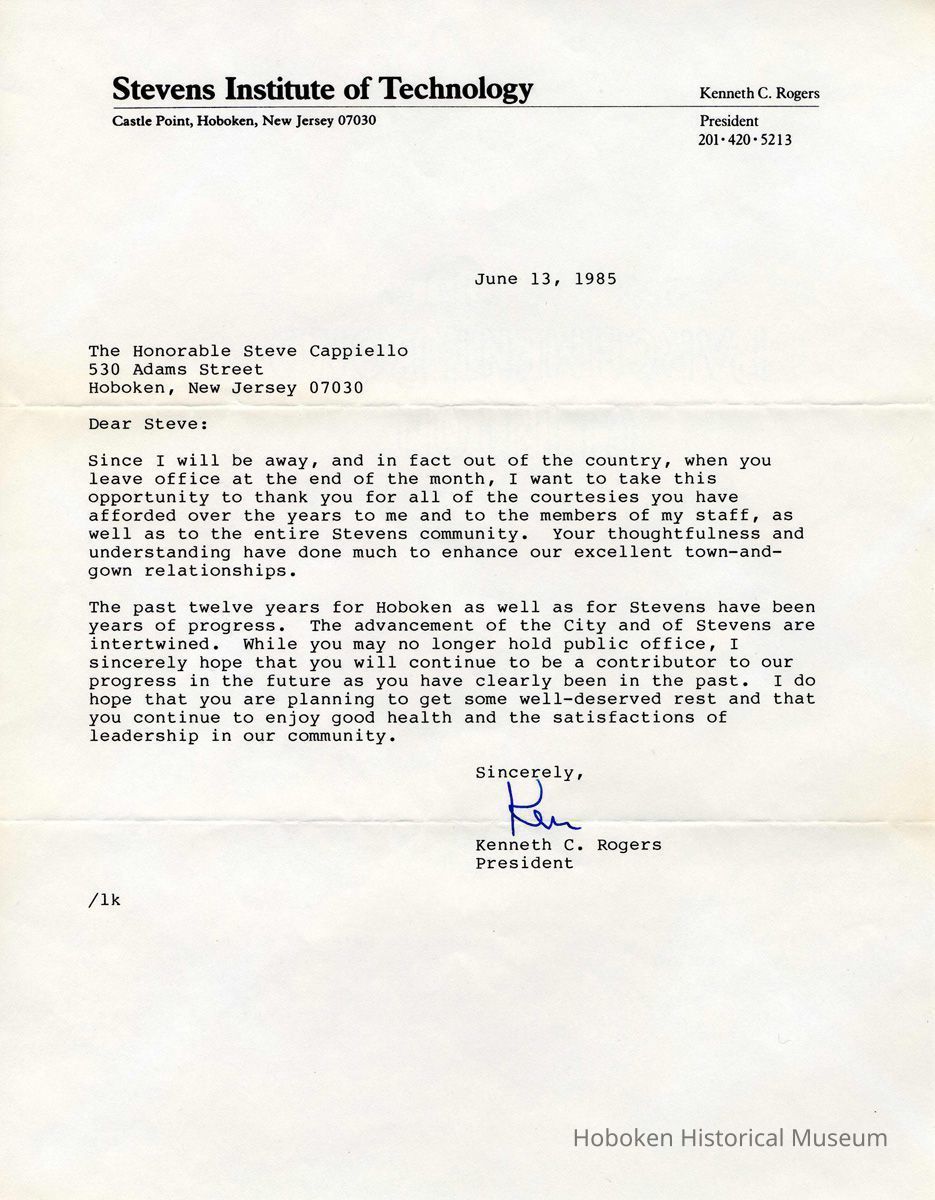 Stevens Institute of Technology
Kenneth C. Rogers
Castle Point, Hoboken, New Jersey 07030
President
201·420·5213
June 13, 1985
The Honorable Steve Cappiello
530 Adams Street
Hoboken, New Jersey 07030
Dear Steve:
Since I will be away, and in fact out of the country, when you
leave office at the end of the month, I want to take this
opportunity to thank you for all of the courtesies you have
afforded over the years to me and to the members of my staff, as
well as to the entire Stevens community.  Your thoughtfulness and
understanding have done much to enhance our excellent town-and-
gown relationships.
The past twelve years for Hoboken as well as for Stevens have been
years of progress.  The advancement of the City and of Stevens are
intertwined.  While you may no longer hold public office, I
sincerely hope that you will continue to be a contributor to our
progress in the future as you have clearly been in the past.  I do
hope that you are planning to get some well-deserved rest and that
you continue to enjoy good health and the satisfactions of
leadership in our community.
Sincerely,
Ken
Kenneth C. Rogers
President
/lk
Hoboken Historical Museum